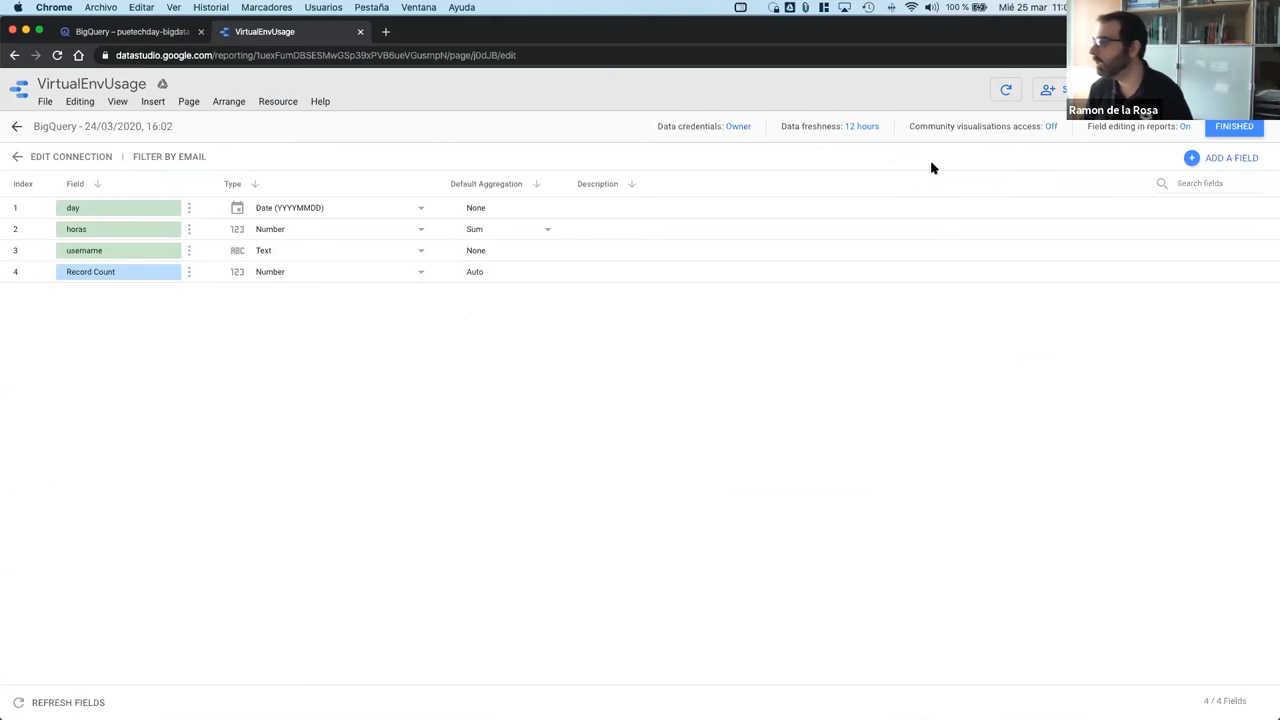 Chrome Archivo Editar Ver Historial Marcadores Usuarios Pestaña Ventana Ayuda 100 % Mié 25 mar
BigQuery – puetechday-bigdata VirtualEnvUsage
datastudio.google.com/reporting/1uexFumDBSESMwGSp39xPVB6ueVGusmpN/page/j0dJB/edit
VirtualEnvUsage
File Edit View Insert Page Arrange Resource Help
Ramon de la Rosa
BigQuery - 24/03/2020, 16:02 Data credentials: Owner Data freshness: 12 hours Community visualisations access: Off Field editing in reports: On FINISHED
EDIT CONNECTION | FILTER BY EMAIL ADD A FIELD
Index Field Type Default Aggregation Description Search fields
1 day Date (YYYYMMDD) None
2 horas 123 Number Sum
3 username ABC Text None
4 Record Count 123 Number Auto
REFRESH FIELDS 4 / 4 Fields